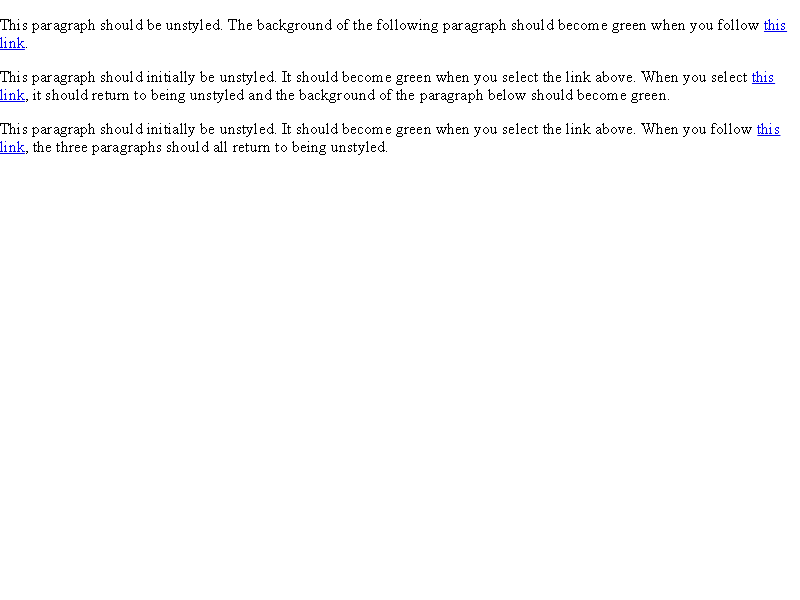 This paragraph should be unstyled. The background of the following paragraph should become green when you follow this
link.
This paragraph should initially be unstyled. It should become green when you select the link above. When you select this
link, it should return to being unstyled and the background of the paragraph below should become green.
This paragraph should initially be unstyled. It should become green when you select the link above. When you follow this
link, the three paragraphs should all return to being unstyled.